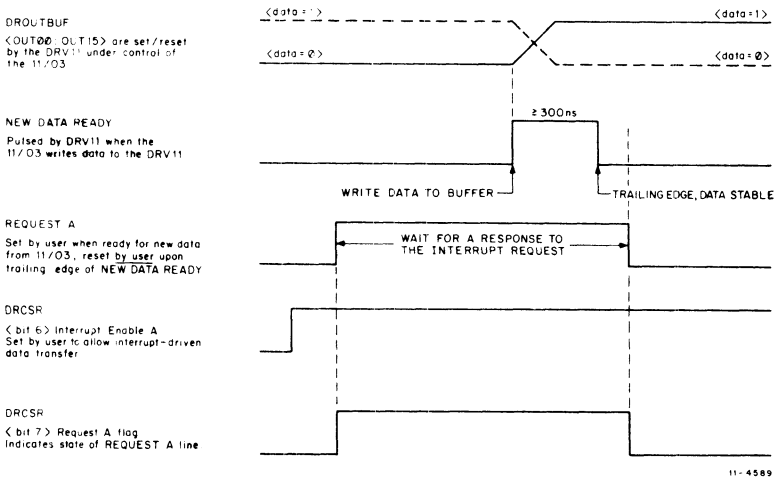 DROUTBUF
<data=1>
<data=1>
<OUT00:OUT15> are set/reset
by the DRV11 under control of
the 11/03
<data=0>
<data=0>
NEW DATA READY
≥300ns
Pulsed by DRV11 when the
11/03 writes data to the DRV11
WRITE DATA TO BUFFER
TRAILING EDGE, DATA STABLE
REQUEST A
Set by user when ready for new data
from 11/03, reset by user upon
trailing edge of NEW DATA READY
WAIT FOR A RESPONSE TO
THE INTERRUPT REQUEST
DRCSR
<bit 6> Interrupt Enable A
Set by user to allow interrupt-driven
data transfer
DRCSR
<bit 7> Request A flag
Indicates state of REQUEST A line
11-4589